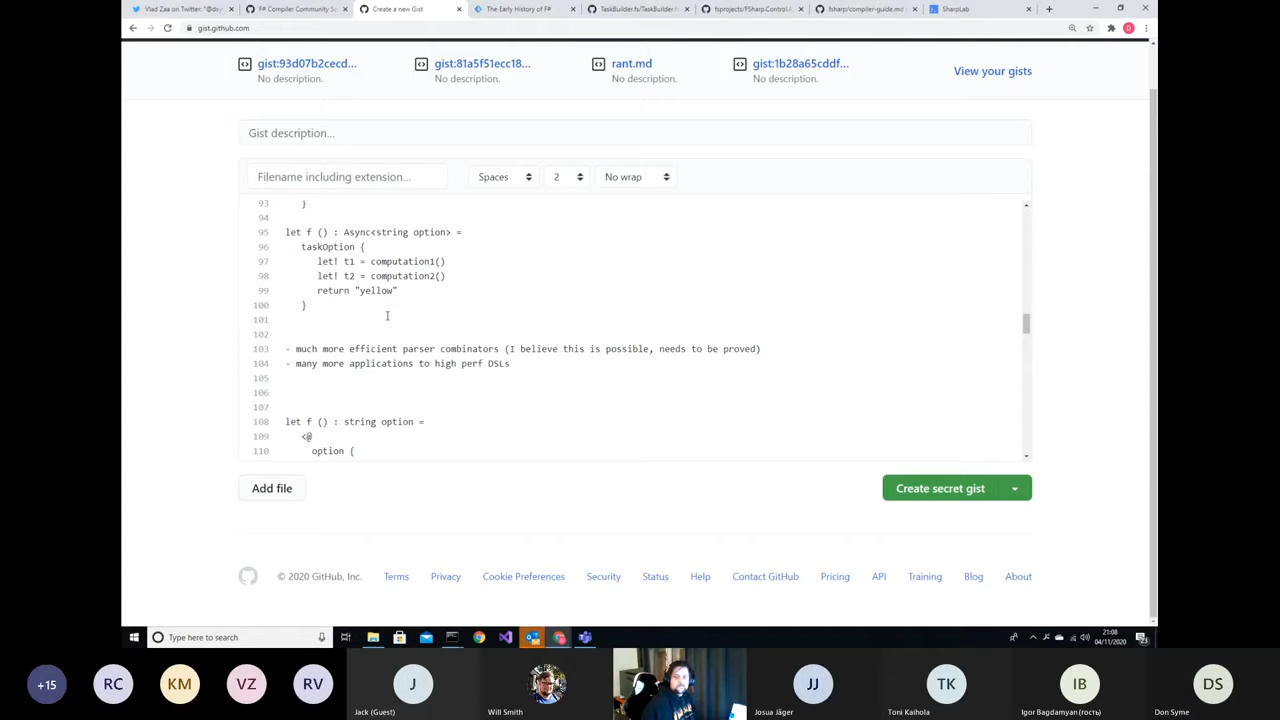 Vlad Zaa on Twitter: "@dsy
F# Compiler Community Se
Create a new Gist
The Early History of F#
TaskBuilder.fs/TaskBuilder.fs
fsprojects/FSharp.Control.A
fsharp/compiler-guide.md
SharpLab
D
gist.github.com
gist:93d07b2cecd...
No description.
gist:81a5f51ecc18...
No description.
rant.md
No description.
gist:1b28a65cddf...
No description.
View your gists
Gist description...
Filename including extension...
Spaces
2
No wrap
93 }
94
95 let f () : Async<string option> =
96 taskOption {
97 let! t1 = computation1()
98 let! t2 = computation2()
99 return "yellow"
100 }
101
102
103 - much more efficient parser combinators (I believe this is possible, needs to be proved)
104 - many more applications to high perf DSLs
105
106
107
108 let f () : string option =
109 <@
110 option {
Add file
Create secret gist
© 2020 GitHub, Inc.
Terms
Privacy
Cookie Preferences
Security
Status
Help
Contact GitHub
Pricing
API
Training
Blog
About
Type here to search
21:08
04/11/2020
+15
RC
KM
VZ
RV
J
Jack (Guest)
Will Smith
JJ
Josua Jäger
TK
Toni Kaihola
IB
Igor Bagdamyan (гость)
DS
Don Syme